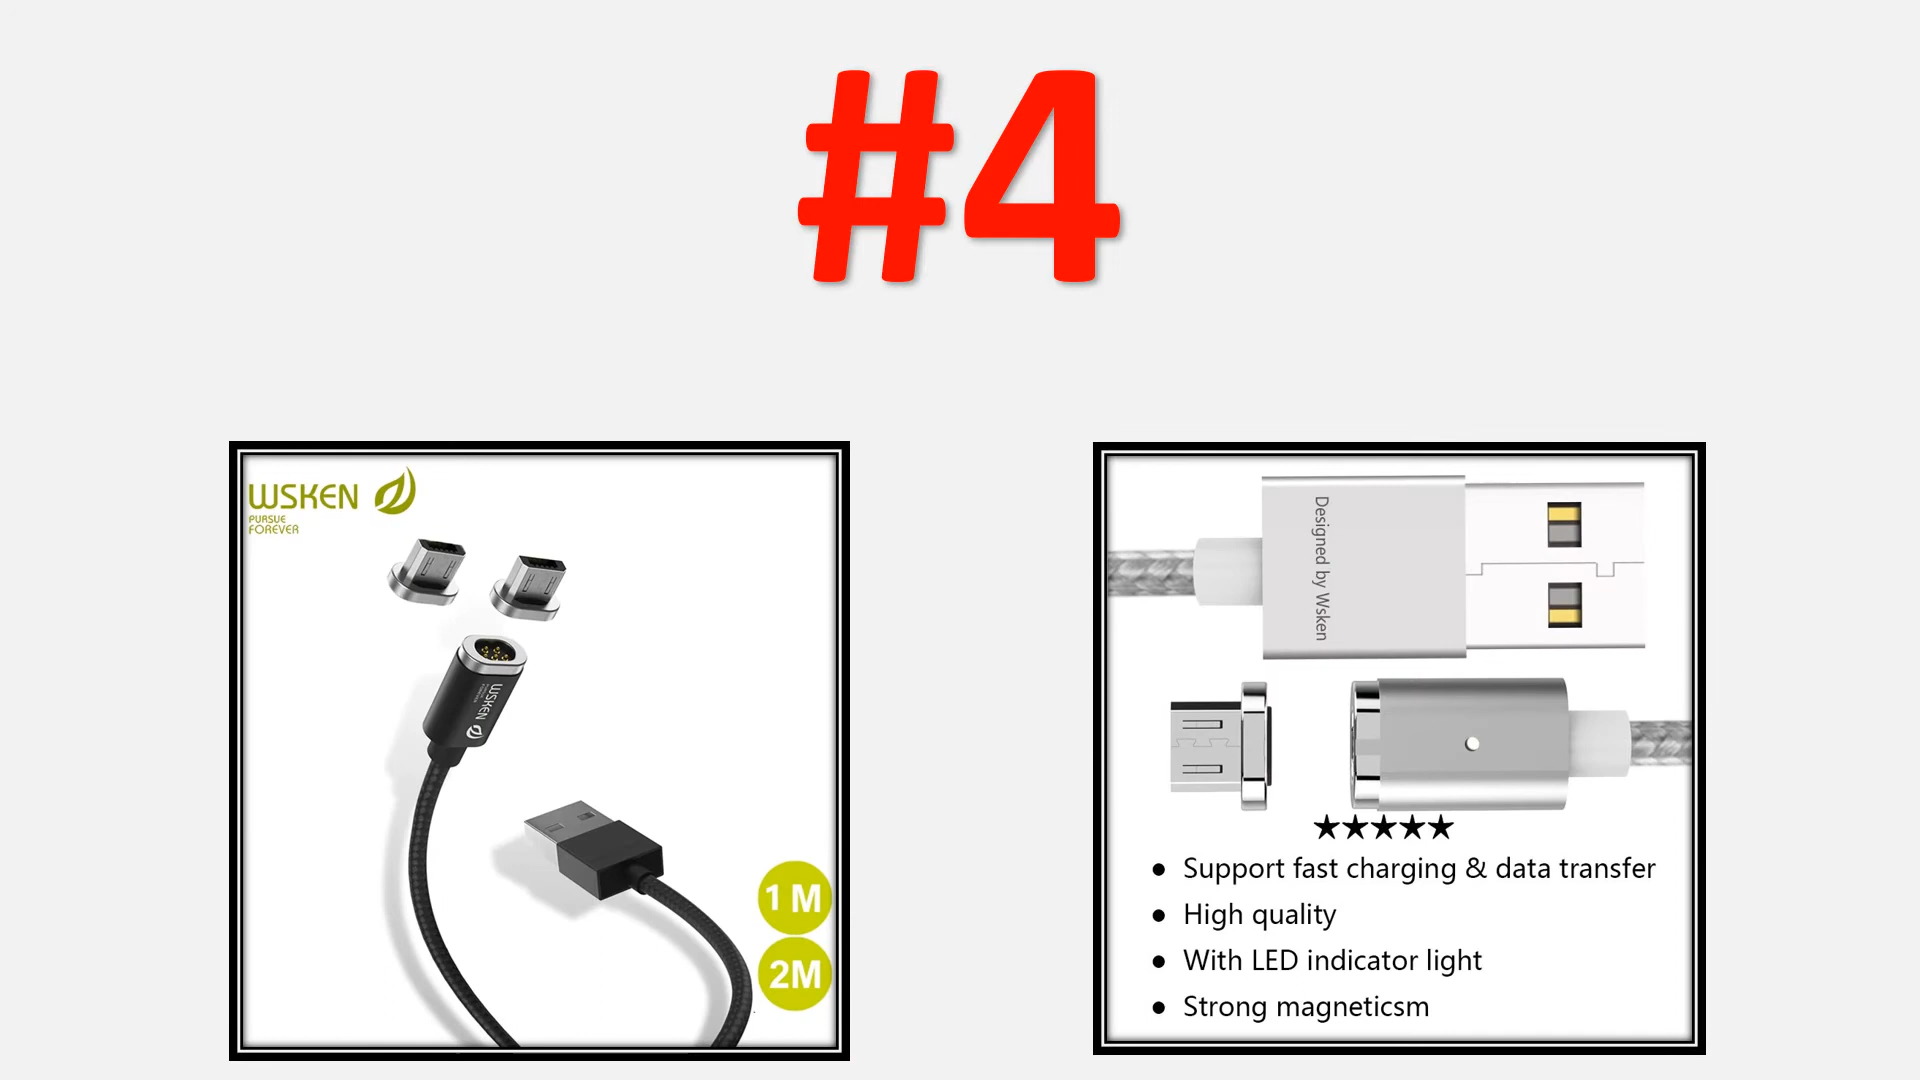 #4
WSKEN
PURSUE
FOREVER
WSKEN
1 M
2M
Designed by Wsken
★★★★★
● Support fast charging & data transfer
● High quality
● With LED indicator light
● Strong magneticsm